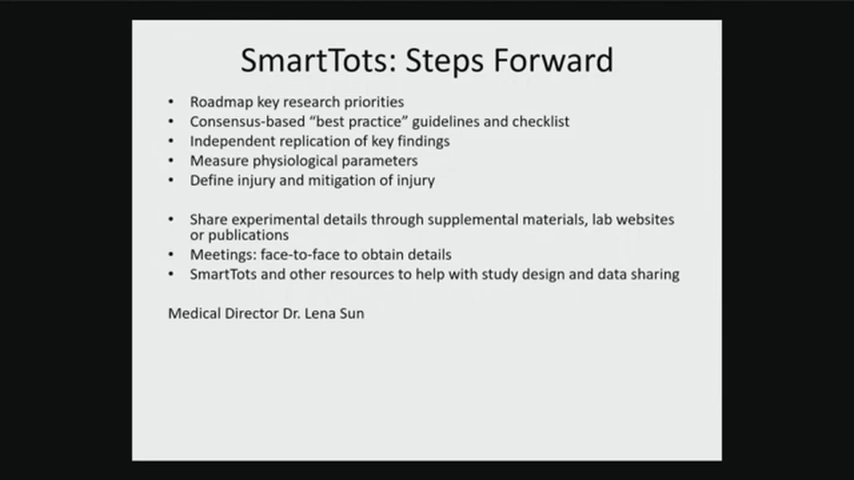 SmartTots: Steps Forward
• Roadmap key research priorities
• Consensus-based “best practice” guidelines and checklist
• Independent replication of key findings
• Measure physiological parameters
• Define injury and mitigation of injury
• Share experimental details through supplemental materials, lab websites
or publications
• Meetings: face-to-face to obtain details
• SmartTots and other resources to help with study design and data sharing
Medical Director Dr. Lena Sun